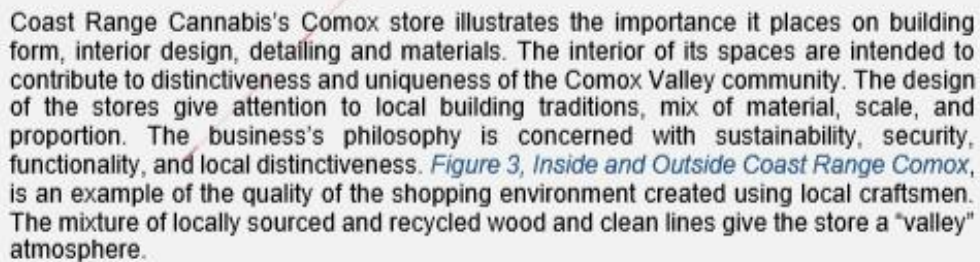 Coast Range Cannabis's Comox store illustrates the importance it places on building
form, interior design, detailing and materials. The interior of its spaces are intended to
contribute to distinctiveness and uniqueness of the Comox Valley community. The design
of the stores give attention to local building traditions, mix of material, scale, and
proportion. The business's philosophy is concerned with sustainability, security,
functionality, and local distinctiveness. Figure 3, Inside and Outside Coast Range Comox,
is an example of the quality of the shopping environment created using local craftsmen.
The mixture of locally sourced and recycled wood and clean lines give the store a "valley"
atmosphere.